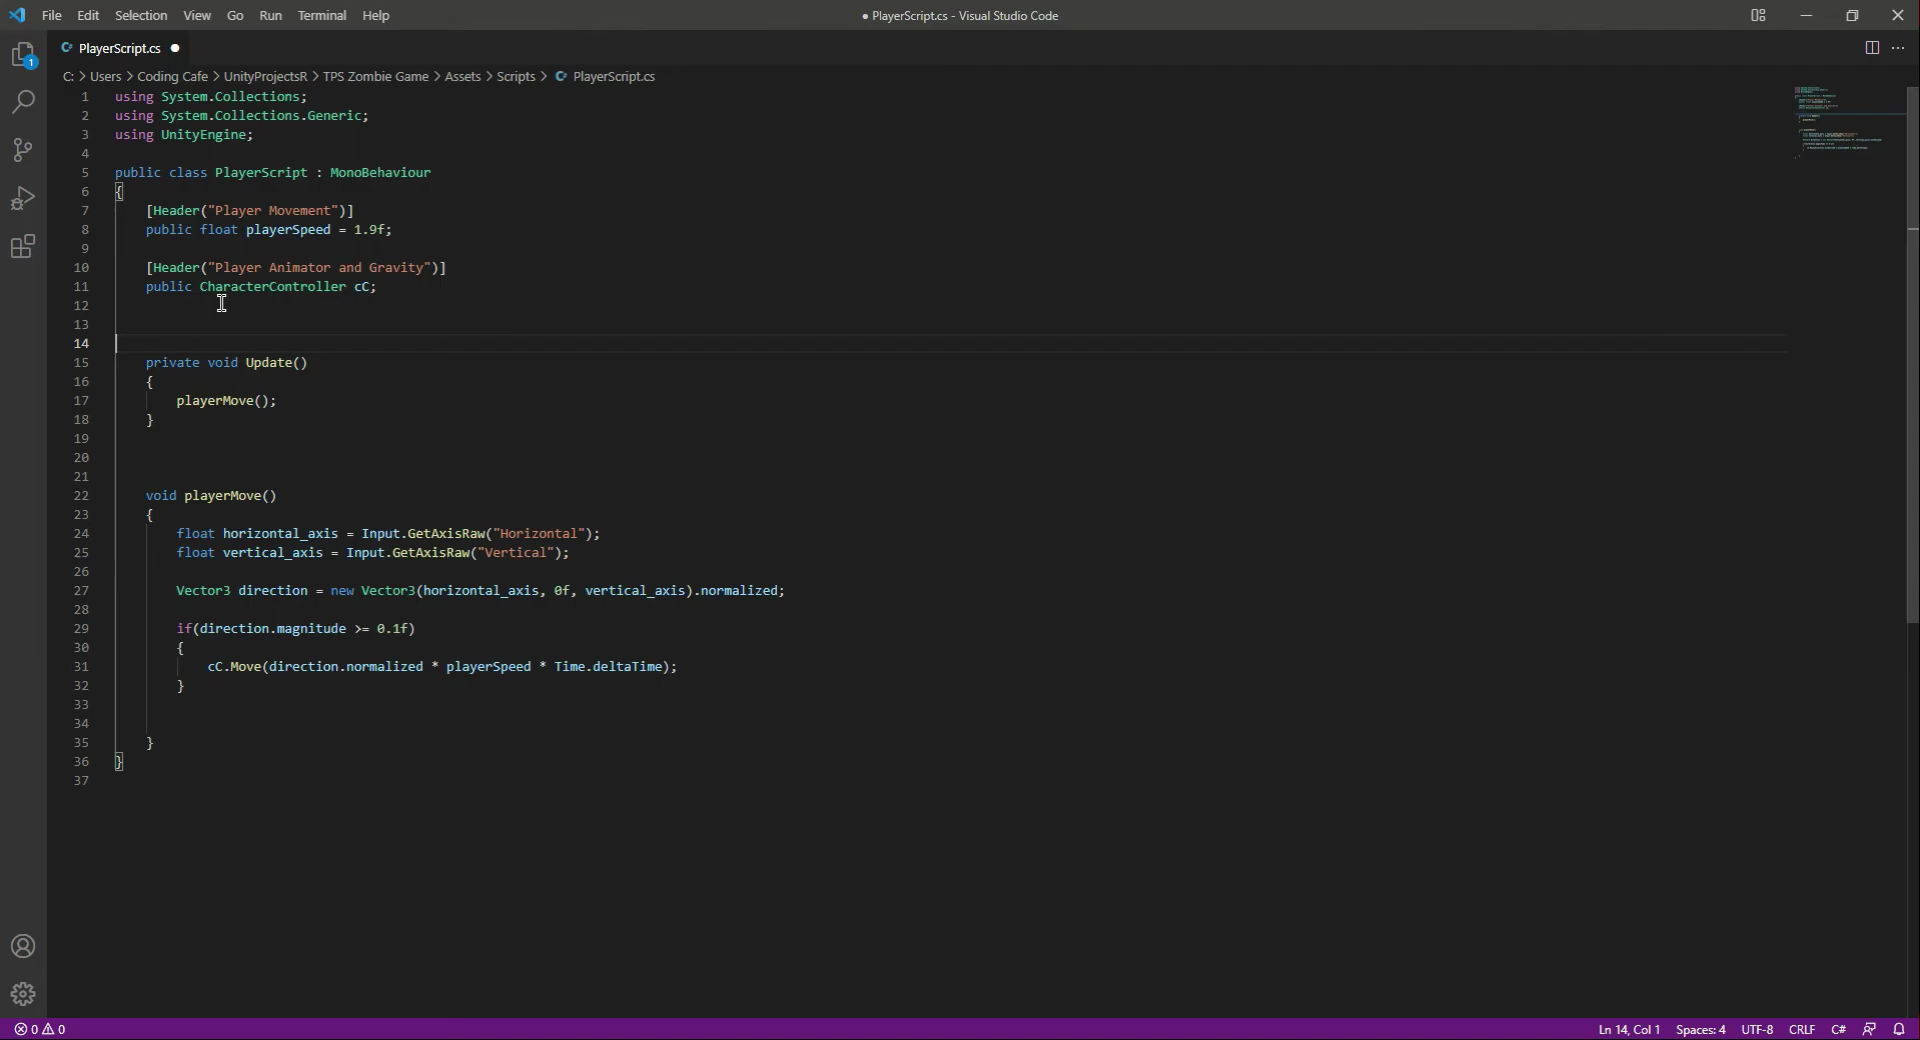 File Edit Selection View Go Run Terminal Help
● PlayerScript.cs - Visual Studio Code
PlayerScript.cs ●
C: > Users > Coding Cafe > UnityProjectsR > TPS Zombie Game > Assets > Scripts > PlayerScript.cs
1 using System.Collections;
2 using System.Collections.Generic;
3 using UnityEngine;
4
5 public class PlayerScript : MonoBehaviour
6 {
7 [Header("Player Movement")]
8 public float playerSpeed = 1.9f;
9
10 [Header("Player Animator and Gravity")]
11 public CharacterController cC;
12
13
14
15 private void Update()
16 {
17 playerMove();
18 }
19
20
21
22 void playerMove()
23 {
24 float horizontal_axis = Input.GetAxisRaw("Horizontal");
25 float vertical_axis = Input.GetAxisRaw("Vertical");
26
27 Vector3 direction = new Vector3(horizontal_axis, 0f, vertical_axis).normalized;
28
29 if(direction.magnitude >= 0.1f)
30 {
31 cC.Move(direction.normalized * playerSpeed * Time.deltaTime);
32 }
33
34
35 }
36 }
37
1
0 0
Ln 14, Col 1 Spaces: 4 UTF-8 CRLF C#